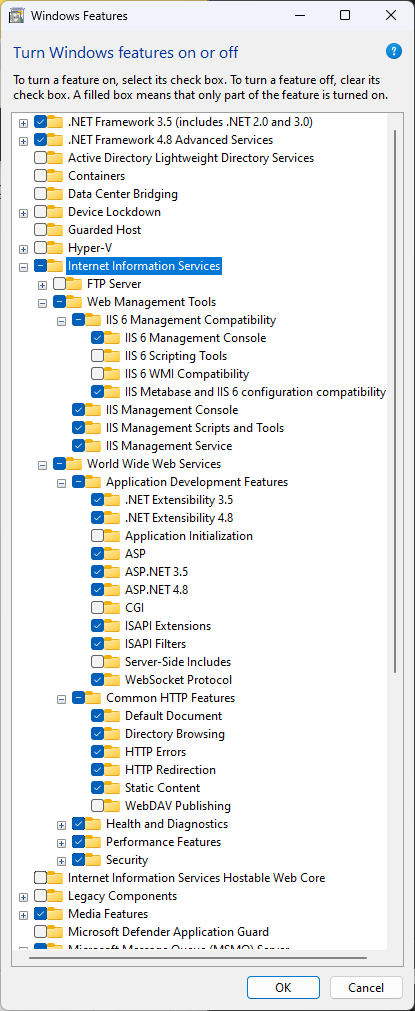 Windows Features
Turn Windows features on or off
?
To turn a feature on, select its check box. To turn a feature off, clear its
check box. A filled box means that only part of the feature is turned on.
.NET Framework 3.5 (includes .NET 2.0 and 3.0)
.NET Framework 4.8 Advanced Services
Active Directory Lightweight Directory Services
Containers
Data Center Bridging
Device Lockdown
Guarded Host
Hyper-V
Internet Information Services
FTP Server
Web Management Tools
IIS 6 Management Compatibility
IIS 6 Management Console
IIS 6 Scripting Tools
IIS 6 WMI Compatibility
IIS Metabase and IIS 6 configuration compatibility
IIS Management Console
IIS Management Scripts and Tools
IIS Management Service
World Wide Web Services
Application Development Features
.NET Extensibility 3.5
.NET Extensibility 4.8
Application Initialization
ASP
ASP.NET 3.5
ASP.NET 4.8
CGI
ISAPI Extensions
ISAPI Filters
Server-Side Includes
WebSocket Protocol
Common HTTP Features
Default Document
Directory Browsing
HTTP Errors
HTTP Redirection
Static Content
WebDAV Publishing
Health and Diagnostics
Performance Features
Security
Internet Information Services Hostable Web Core
Legacy Components
Media Features
Microsoft Defender Application Guard
Microsoft Message Queue (MSMQ) Server
OK
Cancel